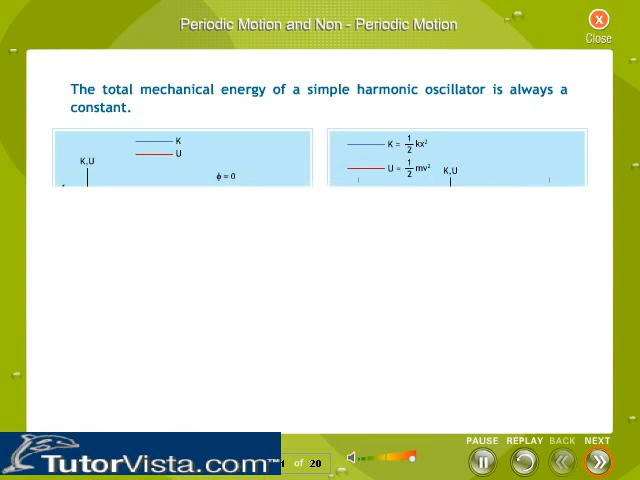 Periodic Motion and Non - Periodic Motion
Close
The total mechanical energy of a simple harmonic oscillator is always a
constant.
K
U
K,U
ϕ = 0
K = 1/2 kx²
U = 1/2 mv²
K,U
PAUSE REPLAY BACK NEXT
TutorVista.com™
1 of 20